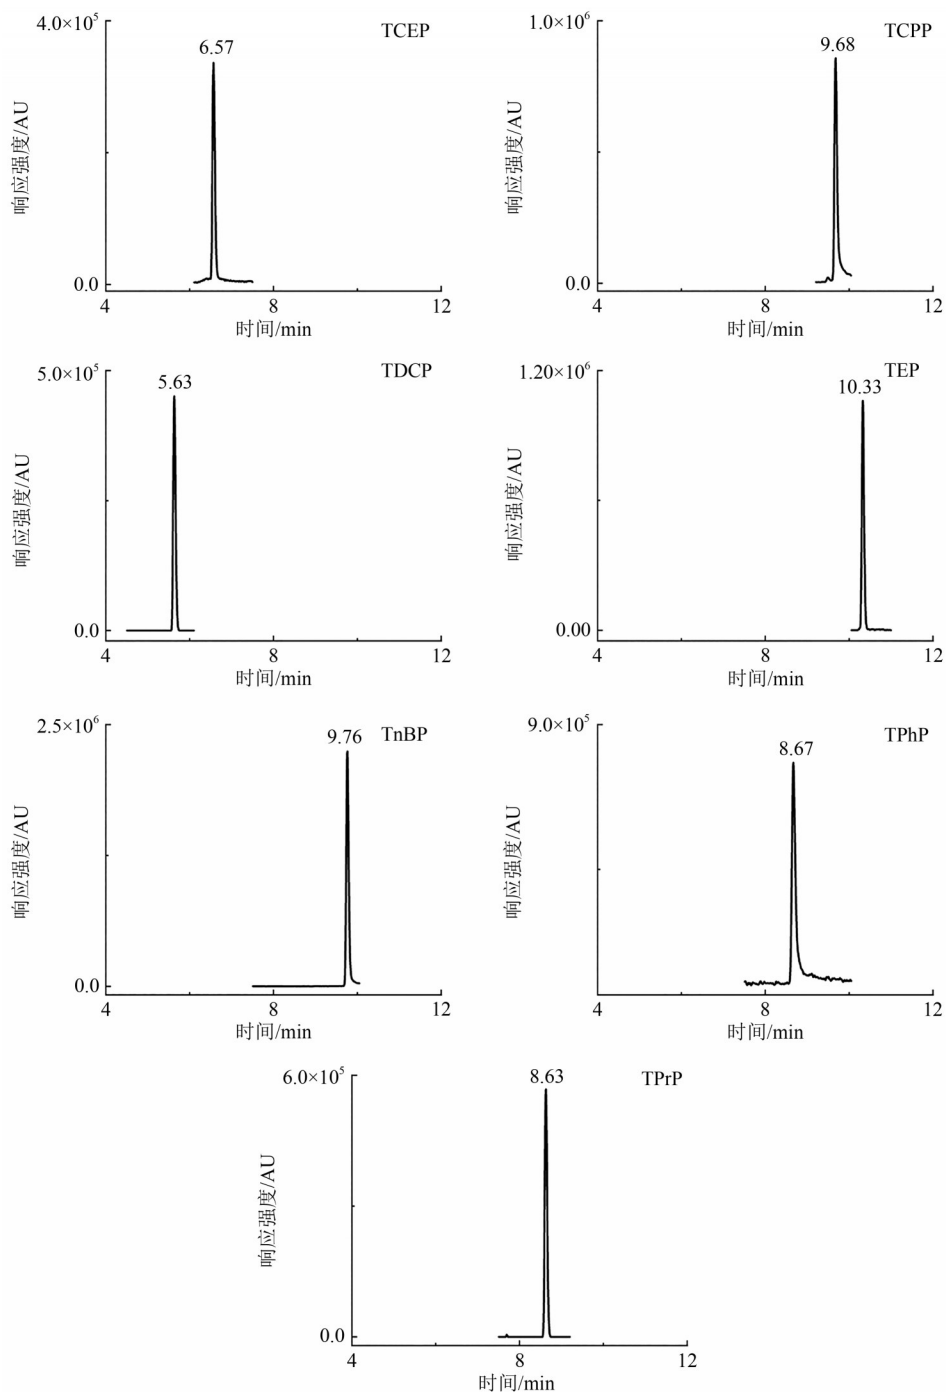 4.0×10⁵
TCEP
6.57
响应强度/AU
0.0
4
8
12
时间/min
1.0×10⁶
TCPP
9.68
响应强度/AU
0.0
4
8
12
时间/min
5.0×10⁵
TDCP
5.63
响应强度/AU
0.0
4
8
12
时间/min
1.20×10⁶
TEP
10.33
响应强度/AU
0.00
4
8
12
时间/min
2.5×10⁶
TnBP
9.76
响应强度/AU
0.0
4
8
12
时间/min
9.0×10⁵
TPhP
8.67
响应强度/AU
4
8
12
时间/min
6.0×10⁵
TPrP
8.63
响应强度/AU
0.0
4
8
12
时间/min